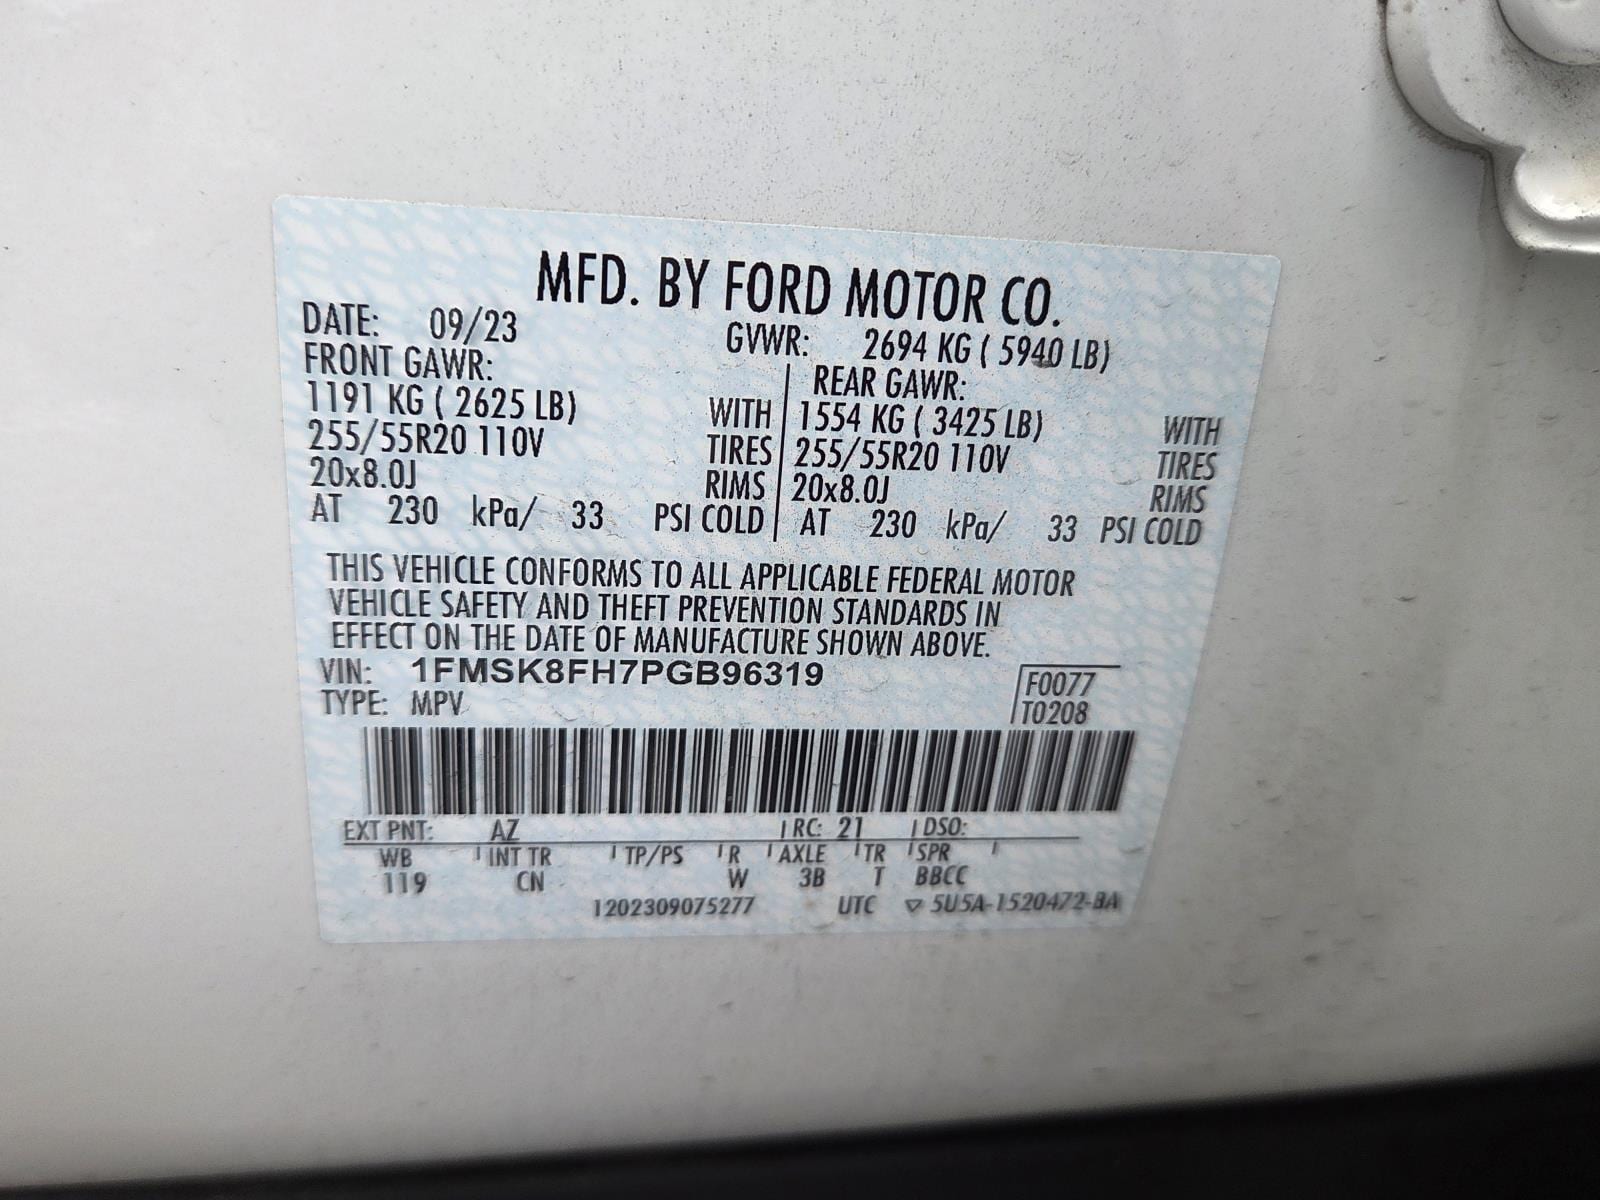 MFD. BY FORD MOTOR CO.
DATE: 09/23 GVWR: 2694 KG ( 5940 LB)
FRONT GAWR: REAR GAWR:
1191 KG ( 2625 LB) WITH 1554 KG ( 3425 LB) WITH
255/55R20 110V TIRES 255/55R20 110V TIRES
20x8.0J RIMS 20x8.0J RIMS
AT 230 kPa/ 33 PSI COLD AT 230 kPa/ 33 PSI COLD
THIS VEHICLE CONFORMS TO ALL APPLICABLE FEDERAL MOTOR
VEHICLE SAFETY AND THEFT PREVENTION STANDARDS IN
EFFECT ON THE DATE OF MANUFACTURE SHOWN ABOVE.
VIN: 1FMSK8FH7PGB96319
TYPE: MPV
F0077
T0208
EXT PNT: AZ RC: 21 DSO:
WB INT TR TP/PS R AXLE TR SPR
119 CN W 3B T BBCC
1202309075277 UTC ▽ 5U5A-1520472-BA